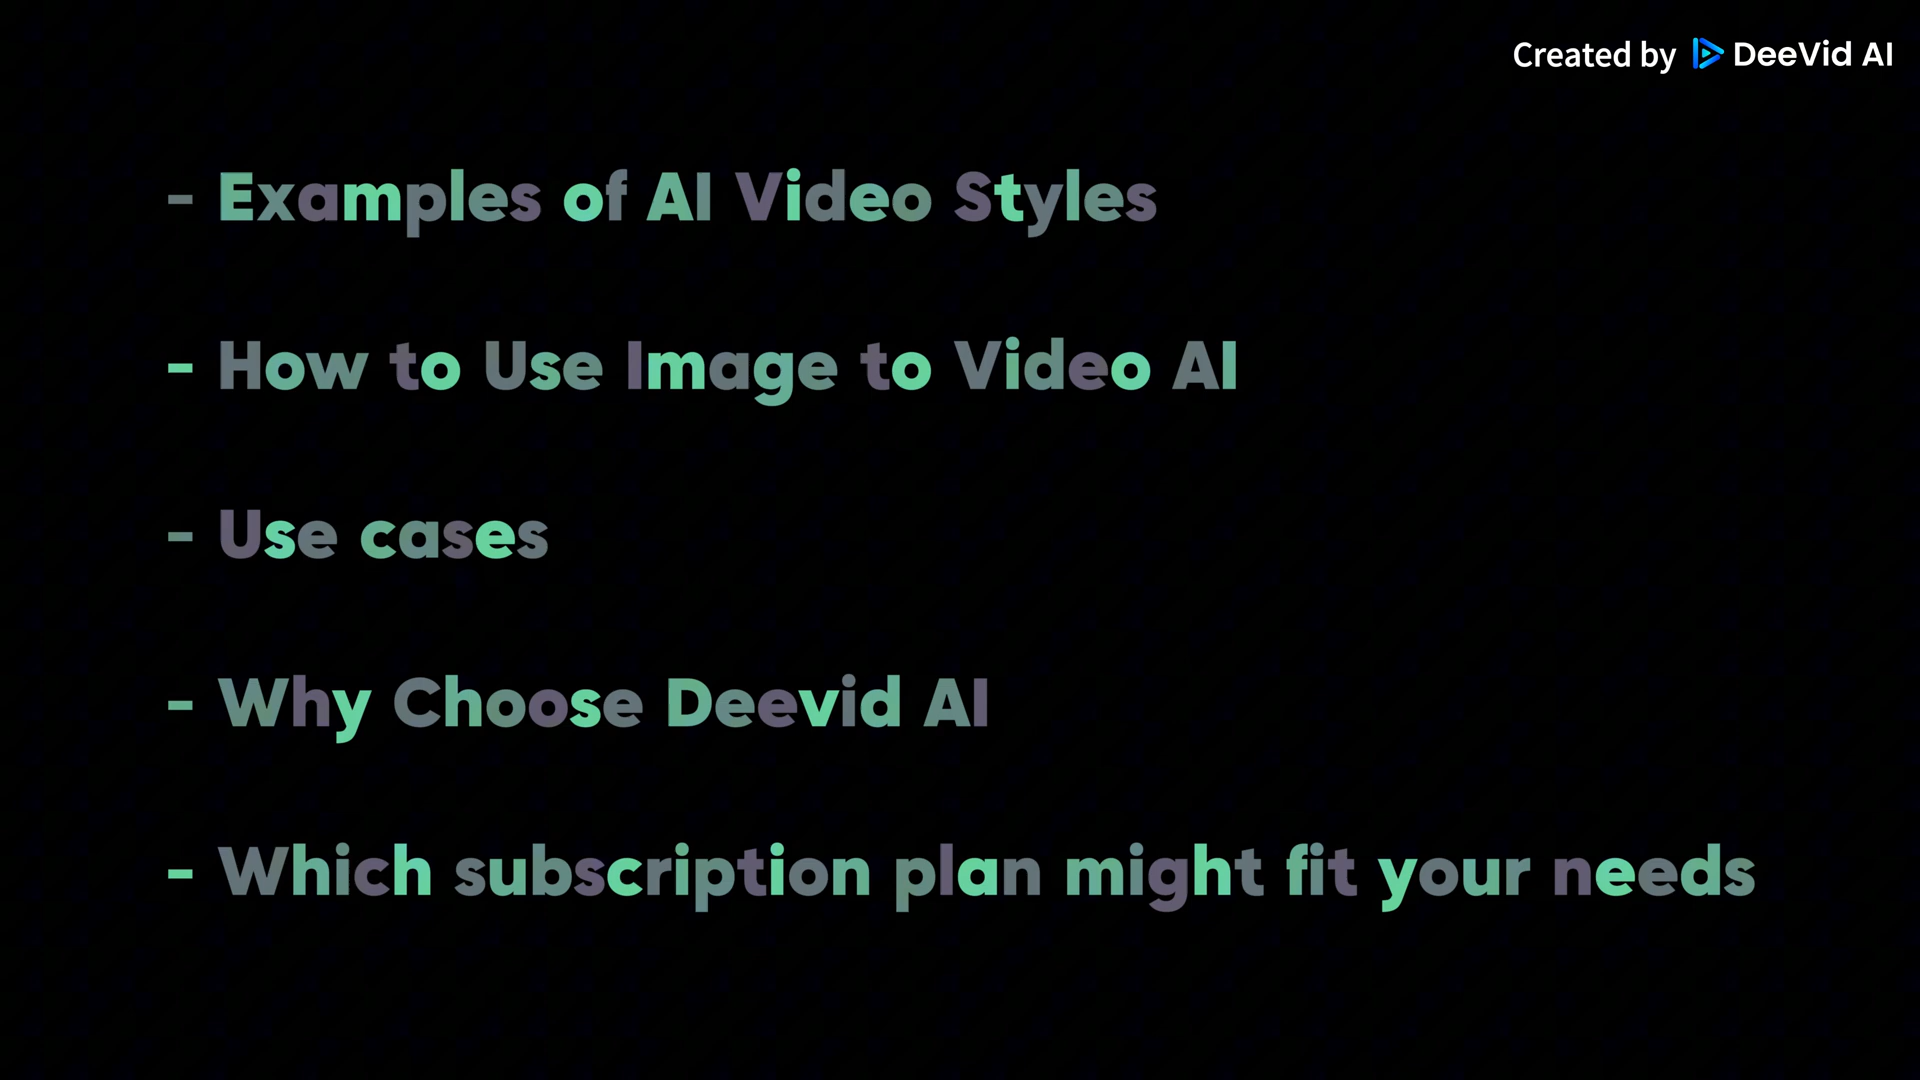 Created by DeeVid AI
- Examples of AI Video Styles
- How to Use Image to Video AI
- Use cases
- Why Choose Deevid AI
- Which subscription plan might fit your needs